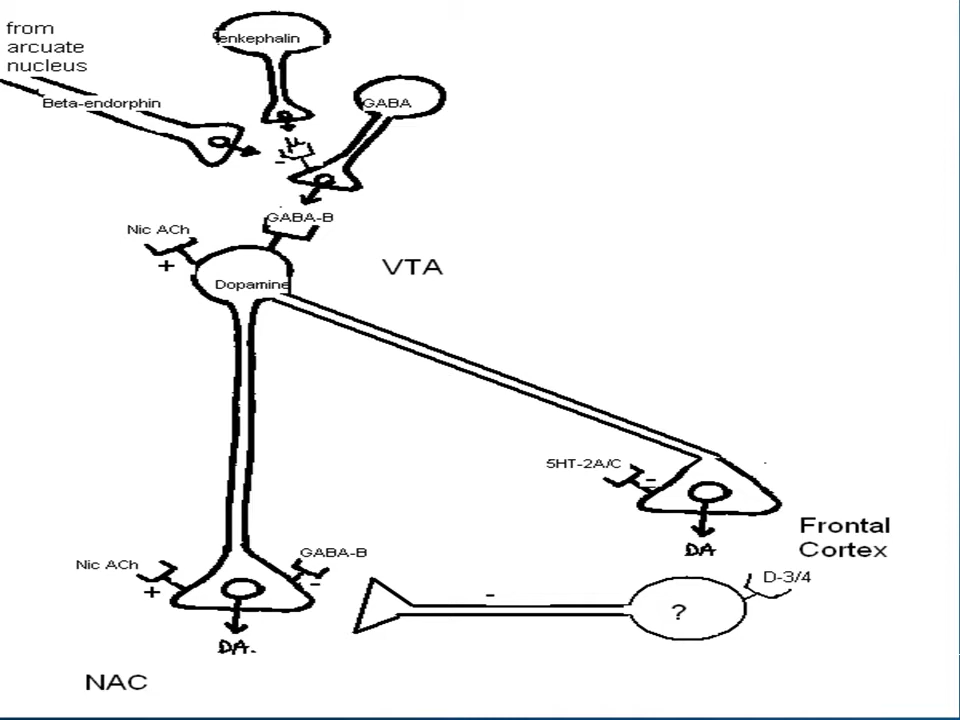 from
arcuate
nucleus
enkephalin
Beta-endorphin
GABA
μ
-
GABA-B
Nic ACh
+
VTA
Dopamine
5HT-2A/C
-
Frontal
Cortex
DA
Nic ACh
+
GABA-B
-
D-3/4
-
?
DA.
NAC